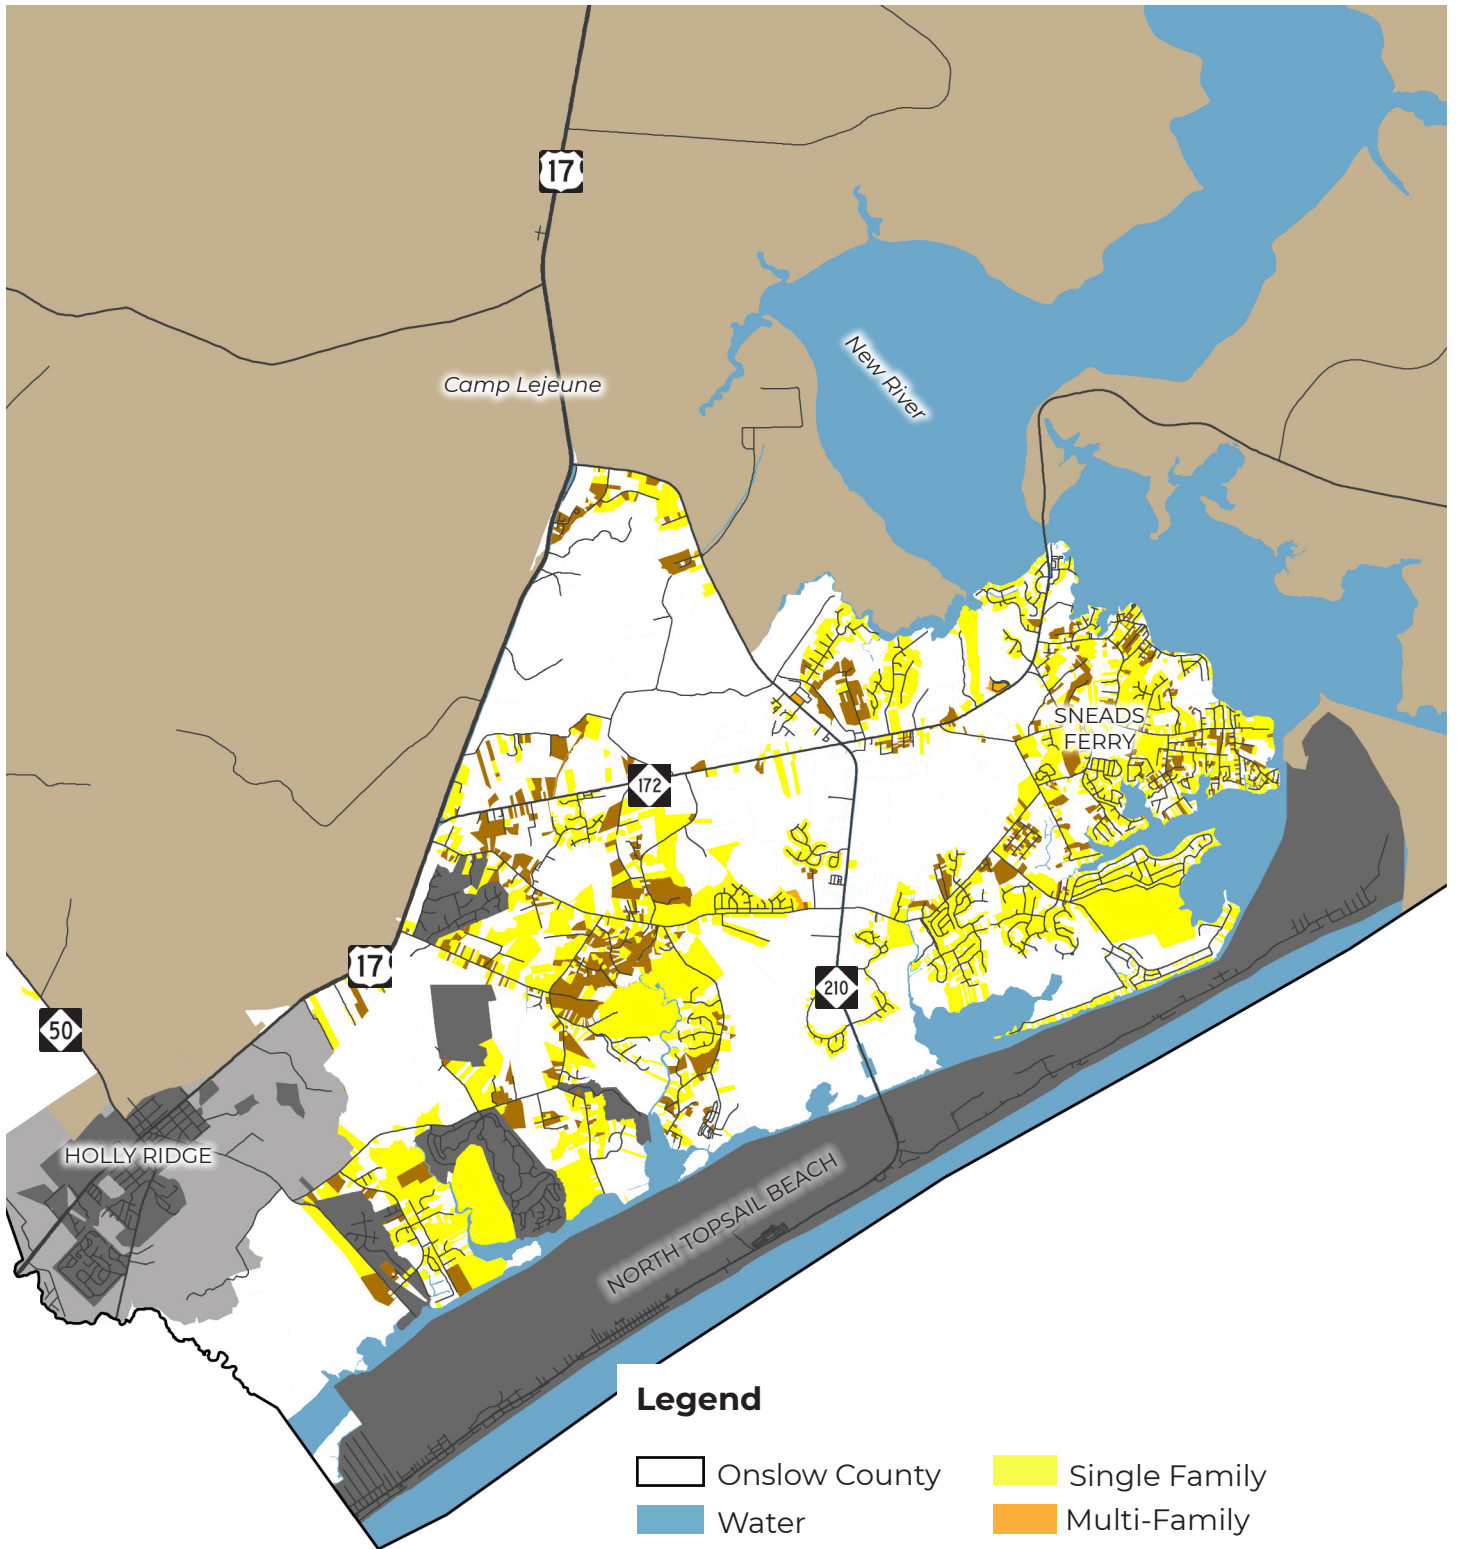 17
Camp Lejeune
New River
SNEADS
FERRY
172
17
210
50
HOLLY RIDGE
NORTH TOPSAIL BEACH
Legend
Onslow County
Single Family
Water
Multi-Family